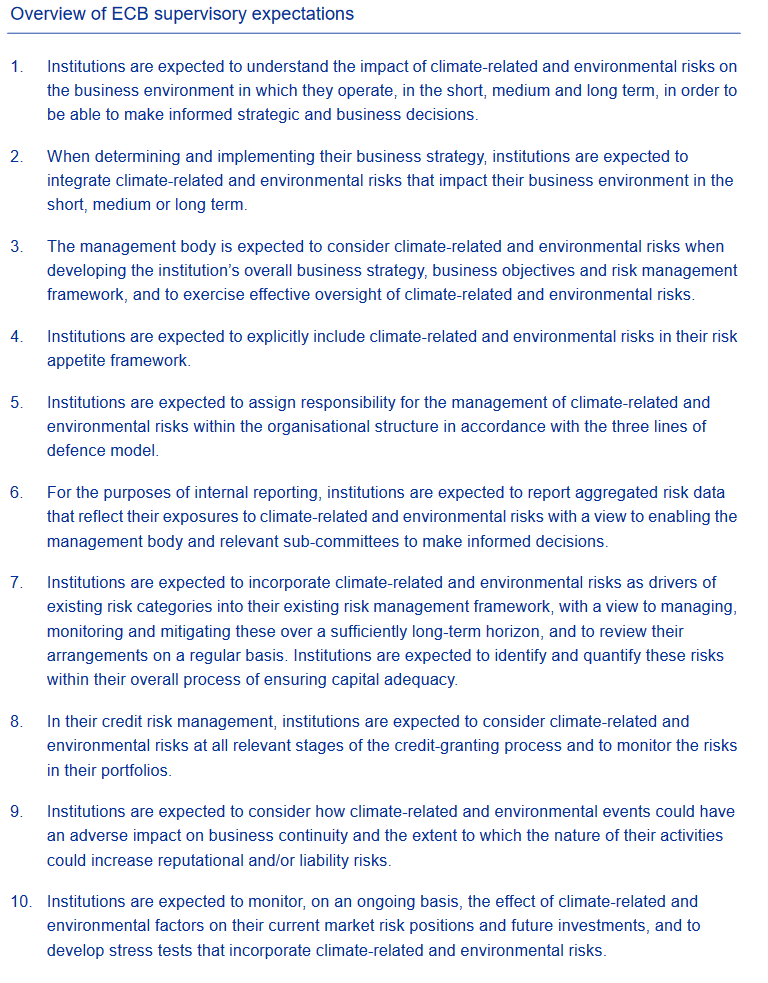 Overview of ECB supervisory expectations
1. Institutions are expected to understand the impact of climate-related and environmental risks on
the business environment in which they operate, in the short, medium and long term, in order to
be able to make informed strategic and business decisions.
2. When determining and implementing their business strategy, institutions are expected to
integrate climate-related and environmental risks that impact their business environment in the
short, medium or long term.
3. The management body is expected to consider climate-related and environmental risks when
developing the institution’s overall business strategy, business objectives and risk management
framework, and to exercise effective oversight of climate-related and environmental risks.
4. Institutions are expected to explicitly include climate-related and environmental risks in their risk
appetite framework.
5. Institutions are expected to assign responsibility for the management of climate-related and
environmental risks within the organisational structure in accordance with the three lines of
defence model.
6. For the purposes of internal reporting, institutions are expected to report aggregated risk data
that reflect their exposures to climate-related and environmental risks with a view to enabling the
management body and relevant sub-committees to make informed decisions.
7. Institutions are expected to incorporate climate-related and environmental risks as drivers of
existing risk categories into their existing risk management framework, with a view to managing,
monitoring and mitigating these over a sufficiently long-term horizon, and to review their
arrangements on a regular basis. Institutions are expected to identify and quantify these risks
within their overall process of ensuring capital adequacy.
8. In their credit risk management, institutions are expected to consider climate-related and
environmental risks at all relevant stages of the credit-granting process and to monitor the risks
in their portfolios.
9. Institutions are expected to consider how climate-related and environmental events could have
an adverse impact on business continuity and the extent to which the nature of their activities
could increase reputational and/or liability risks.
10. Institutions are expected to monitor, on an ongoing basis, the effect of climate-related and
environmental factors on their current market risk positions and future investments, and to
develop stress tests that incorporate climate-related and environmental risks.